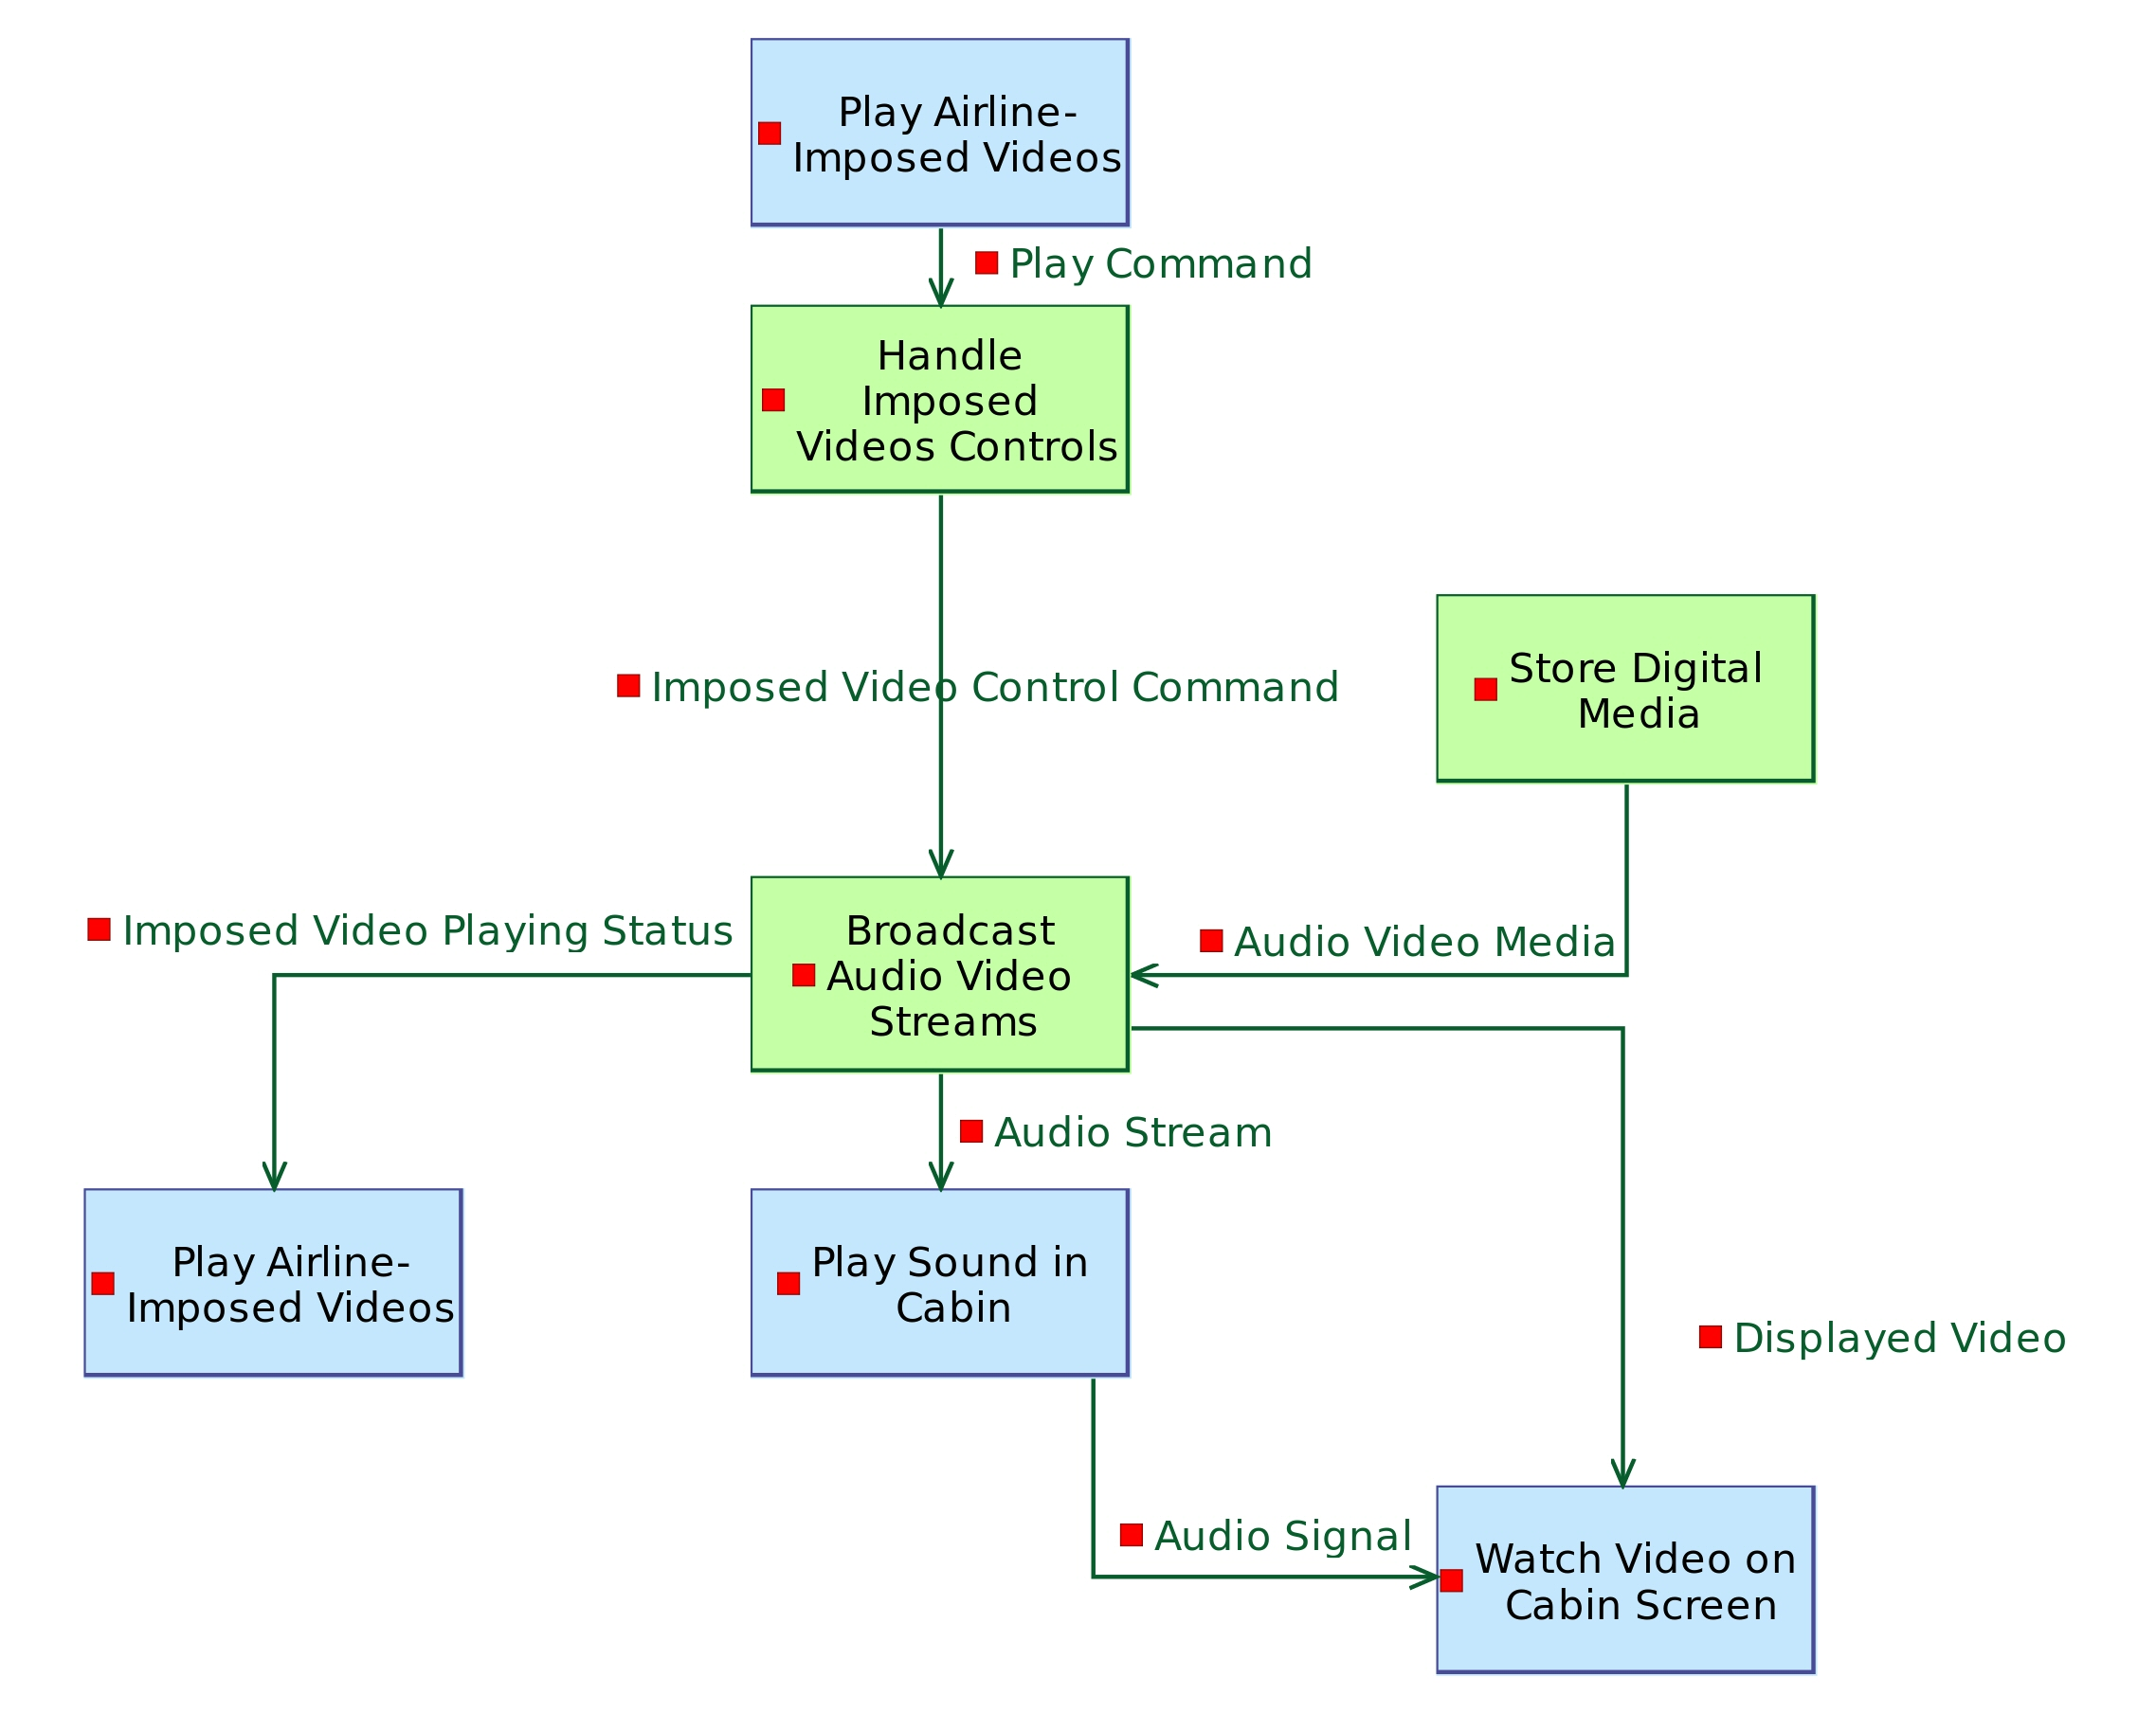 Play Airline-
Imposed Videos
Play Command
Handle
Imposed
Videos Controls
Imposed Video Control Command
Store Digital
Media
Imposed Video Playing Status
Broadcast
Audio Video
Streams
Audio Video Media
Audio Stream
Play Airline-
Imposed Videos
Play Sound in
Cabin
Displayed Video
Audio Signal
Watch Video on
Cabin Screen